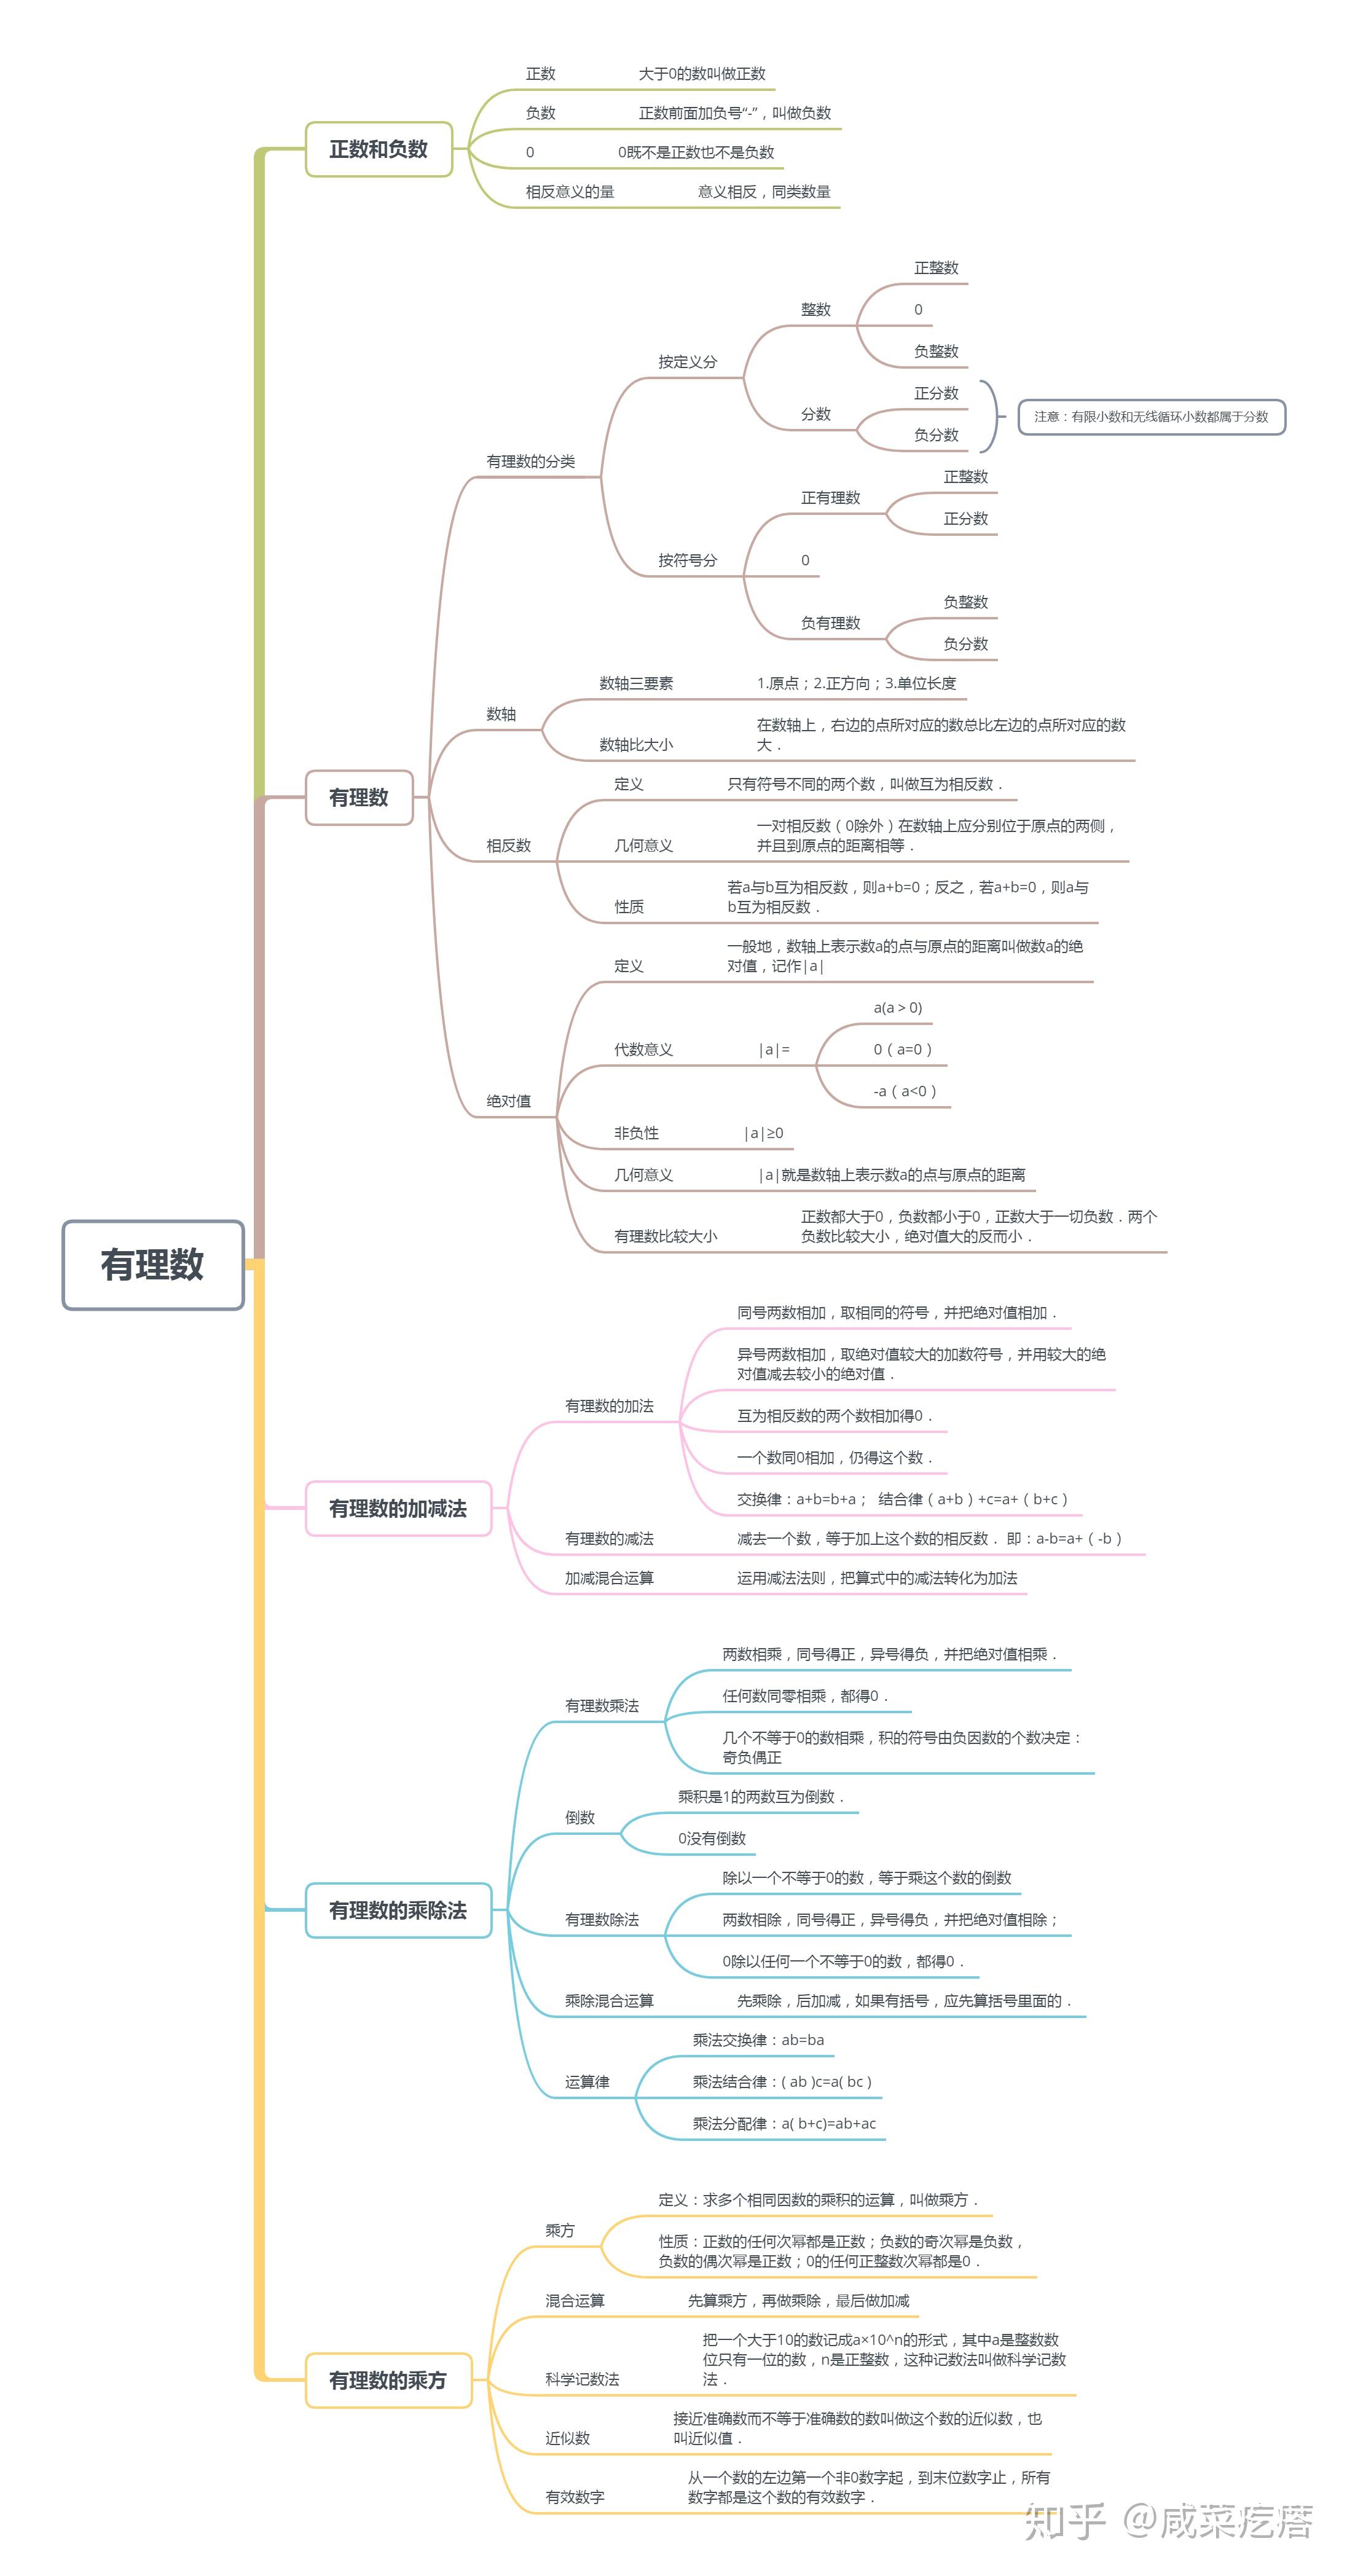 正数和负数
正数
大于0的数叫做正数
负数
正数前面加负号“-”，叫做负数
0
0既不是正数也不是负数
相反意义的量
意义相反，同类数量
有理数
有理数的分类
按定义分
整数
正整数
0
负整数
分数
正分数
负分数
注意：有限小数和无线循环小数都属于分数
按符号分
正有理数
正整数
正分数
0
负有理数
负整数
负分数
数轴
数轴三要素
1.原点；2.正方向；3.单位长度
数轴比大小
在数轴上，右边的点所对应的数总比左边的点所对应的数
大．
相反数
定义
只有符号不同的两个数，叫做互为相反数．
几何意义
一对相反数（0除外）在数轴上应分别位于原点的两侧，
并且到原点的距离相等．
性质
若a与b互为相反数，则a+b=0；反之，若a+b=0，则a与
b互为相反数．
绝对值
定义
一般地，数轴上表示数a的点与原点的距离叫做数a的绝
对值，记作|a|
代数意义
|a|=
a(a＞0)
0（a=0）
-a（a<0）
非负性
|a|≥0
几何意义
|a|就是数轴上表示数a的点与原点的距离
有理数比较大小
正数都大于0，负数都小于0，正数大于一切负数．两个
负数比较大小，绝对值大的反而小．
有理数
有理数的加减法
有理数的加法
同号两数相加，取相同的符号，并把绝对值相加．
异号两数相加，取绝对值较大的加数符号，并用较大的绝
对值减去较小的绝对值．
互为相反数的两个数相加得0．
一个数同0相加，仍得这个数．
交换律：a+b=b+a； 结合律（a+b）+c=a+（b+c）
有理数的减法
减去一个数，等于加上这个数的相反数． 即：a-b=a+（-b）
加减混合运算
运用减法法则，把算式中的减法转化为加法
有理数的乘除法
有理数乘法
两数相乘，同号得正，异号得负，并把绝对值相乘．
任何数同零相乘，都得0．
几个不等于0的数相乘，积的符号由负因数的个数决定：
奇负偶正
倒数
乘积是1的两数互为倒数．
0没有倒数
有理数除法
除以一个不等于0的数，等于乘这个数的倒数
两数相除，同号得正，异号得负，并把绝对值相除；
0除以任何一个不等于0的数，都得0．
乘除混合运算
先乘除，后加减，如果有括号，应先算括号里面的．
运算律
乘法交换律：ab=ba
乘法结合律：( ab )c=a( bc )
乘法分配律：a( b+c)=ab+ac
有理数的乘方
乘方
定义：求多个相同因数的乘积的运算，叫做乘方．
性质：正数的任何次幂都是正数；负数的奇次幂是负数，
负数的偶次幂是正数；0的任何正整数次幂都是0．
混合运算
先算乘方，再做乘除，最后做加减
科学记数法
把一个大于10的数记成a×10^n的形式，其中a是整数数
位只有一位的数，n是正整数，这种记数法叫做科学记数
法．
近似数
接近准确数而不等于准确数的数叫做这个数的近似数，也
叫近似值．
有效数字
从一个数的左边第一个非0数字起，到末位数字止，所有
数字都是这个数的有效数字．
知乎 @咸菜疙瘩